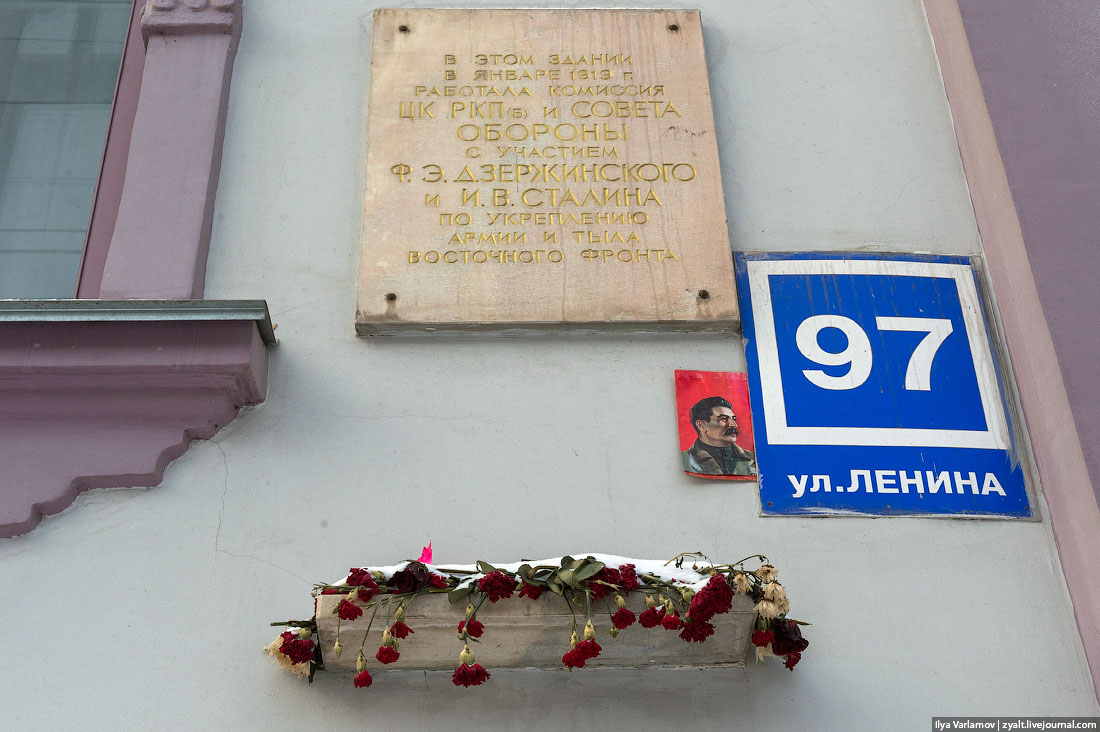 В ЭТОМ ЗДАНИИ
В ЯНВАРЕ 1919 г.
РАБОТАЛА КОМИССИЯ
ЦК РКП(Б) И СОВЕТА
ОБОРОНЫ
С УЧАСТИЕМ
Ф. Э. ДЗЕРЖИНСКОГО
И И. В. СТАЛИНА
ПО УКРЕПЛЕНИЮ
АРМИИ И ТЫЛА
ВОСТОЧНОГО ФРОНТА
97
ул. ЛЕНИНА
Ilya Varlamov | zyalt.livejournal.com